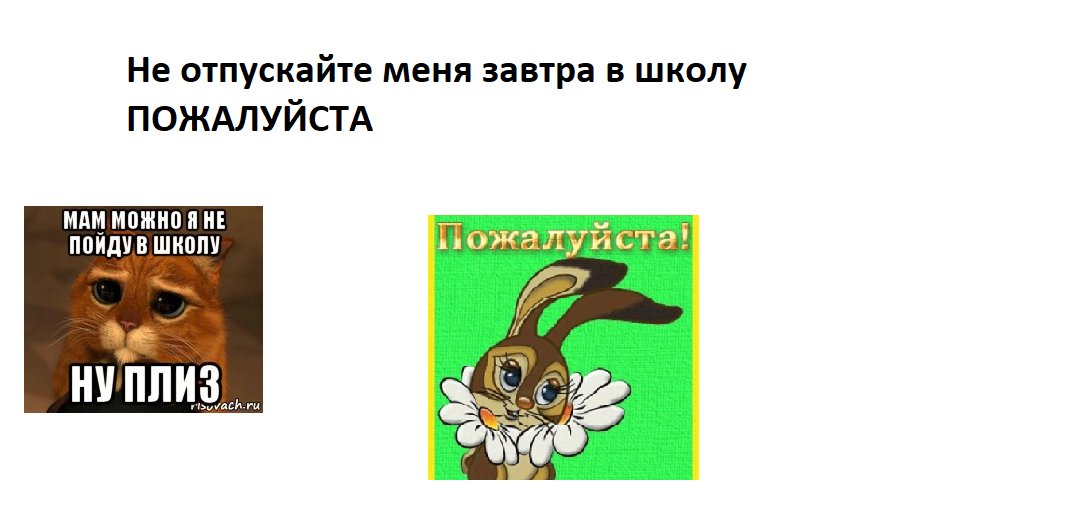 Не отпускайте меня завтра в школу
ПОЖАЛУЙСТА
МАМ МОЖНО Я НЕ
ПОЙДУ В ШКОЛУ
НУ ПЛИЗ
risovach.ru
Пожалуйста!